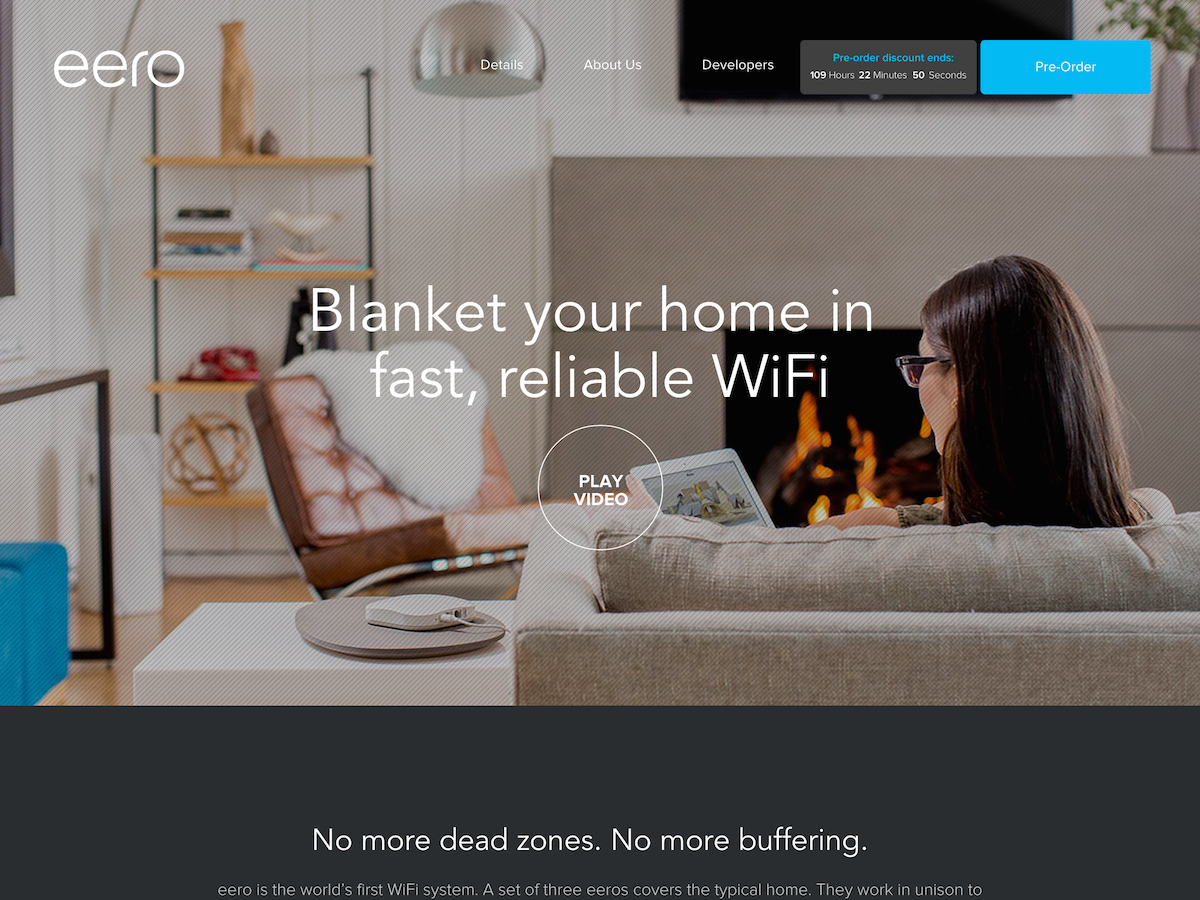 eero
Details
About Us
Developers
Pre-order discount ends:
109 Hours 22 Minutes 50 Seconds
Pre-Order
Blanket your home in
fast, reliable WiFi
PLAY
VIDEO
No more dead zones. No more buffering.
eero is the world's first WiFi system. A set of three eeros covers the typical home. They work in unison to